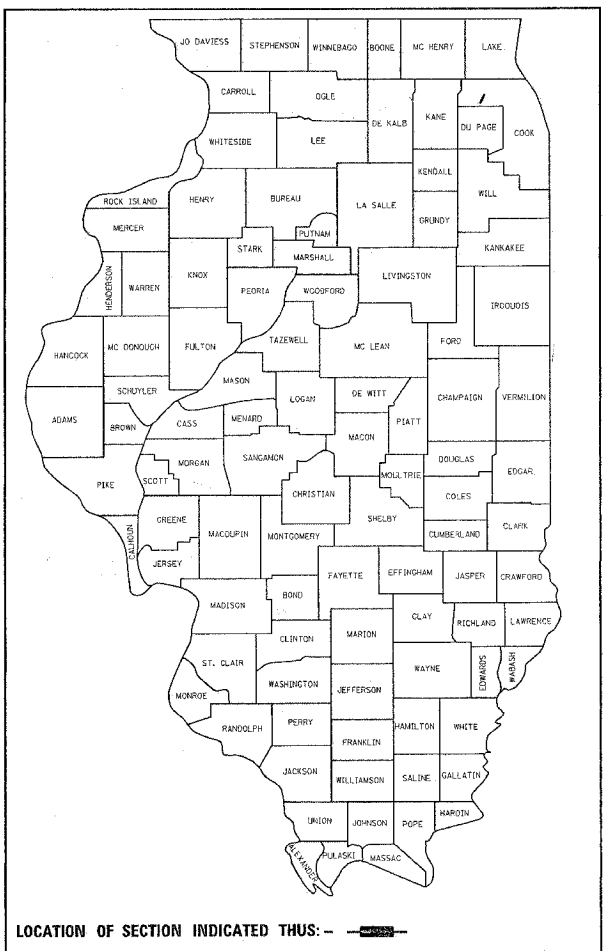 JO DAVIESS STEPHENSON WINNEBAGO BOONE MC HENRY LAKE
CARROLL OGLE
DE KALB KANE DU PAGE COOK
WHITESIDE LEE
KENDALL WILL
ROCK ISLAND HENRY BUREAU LA SALLE GRUNDY
MERCER PUTNAM
STARK MARSHALL KANKAKEE
HENDERSON WARREN KNOX PEORIA WOODFORD LIVINGSTON IROQUOIS
HANCOCK MC DONOUGH FULTON TAZEWELL MC LEAN FORD
SCHUYLER MASON LOGAN DE WITT CHAMPAIGN VERMILION
ADAMS BROWN CASS MENARD MACON PIATT
PIKE SCOTT MORGAN SANGAMON MOULTRIE DOUGLAS EDGAR
CHRISTIAN COLES
CALHOUN GREENE MACOUPIN MONTGOMERY SHELBY CUMBERLAND CLARK
JERSEY FAYETTE EFFINGHAM JASPER CRAWFORD
MADISON BOND CLAY RICHLAND LAWRENCE
CLINTON MARION
ST. CLAIR WAYNE EDWARDS WABASH
MONROE WASHINGTON JEFFERSON
RANDOLPH PERRY HAMILTON WHITE
FRANKLIN
JACKSON WILLIAMSON SALINE GALLATIN
UNION JOHNSON POPE HARDIN
ALEXANDER PULASKI MASSAC
LOCATION OF SECTION INDICATED THUS: -